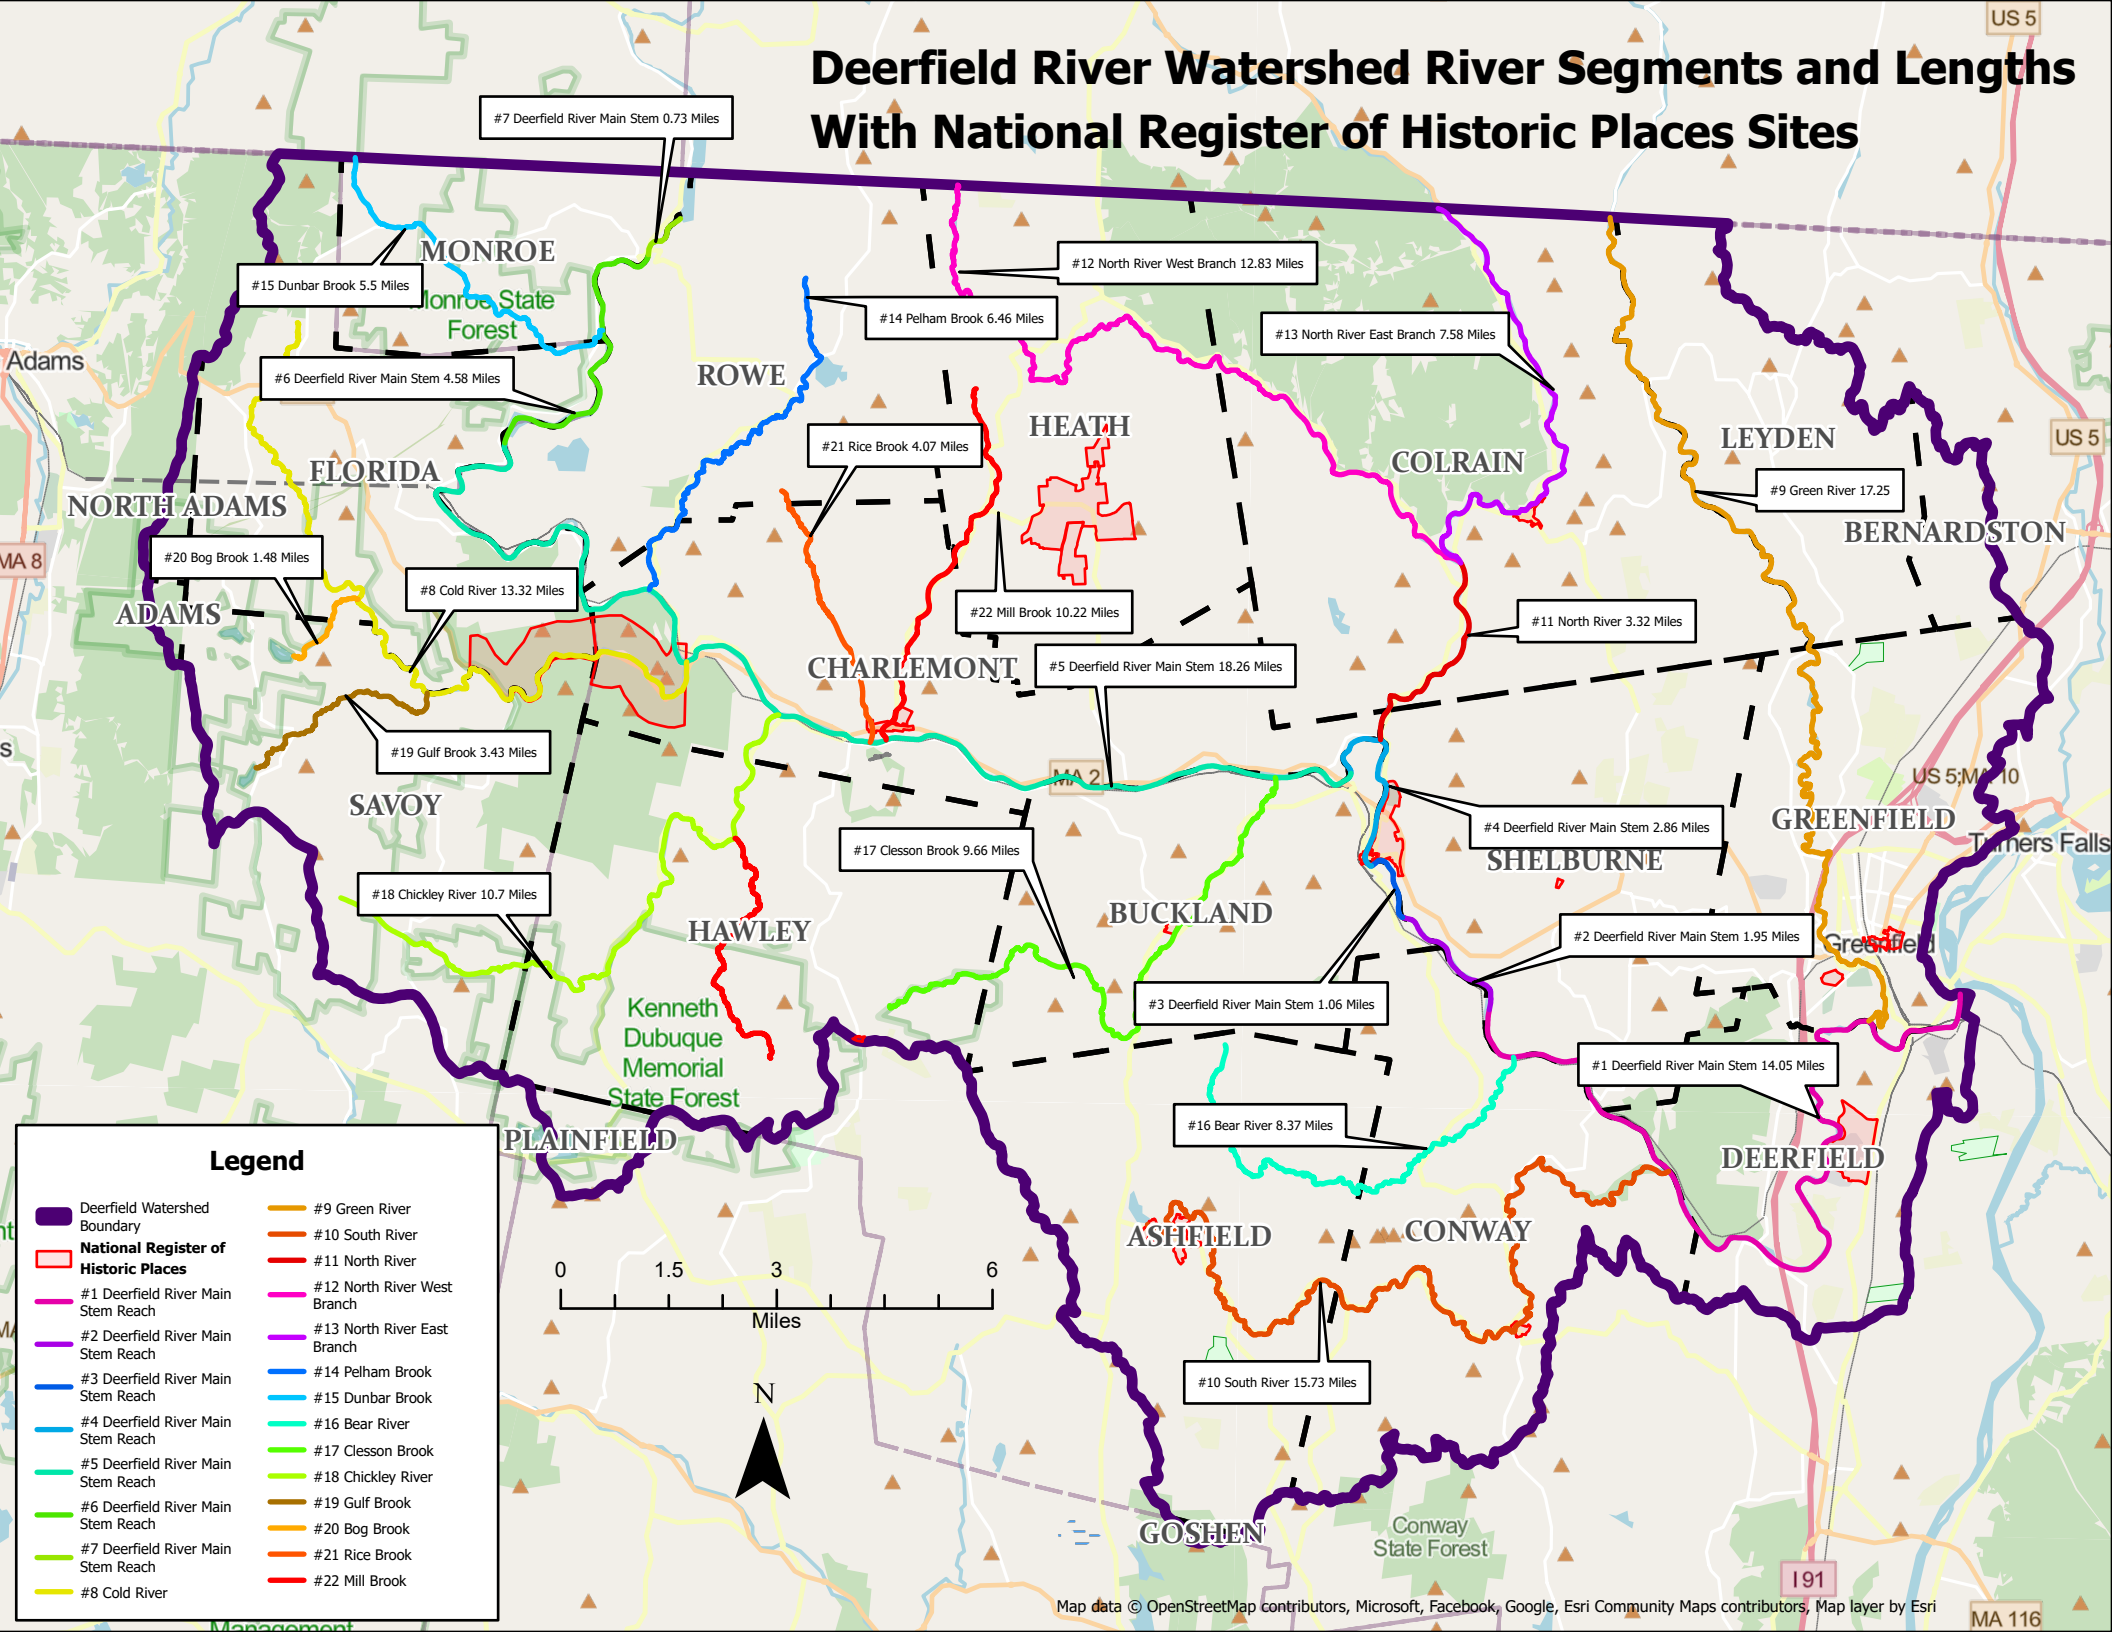 Deerfield River Watershed River Segments and Lengths
With National Register of Historic Places Sites
US 5
#7 Deerfield River Main Stem 0.73 Miles
MONROE
#15 Dunbar Brook 5.5 Miles
Monroe State
Forest
#12 North River West Branch 12.83 Miles
#14 Pelham Brook 6.46 Miles
#13 North River East Branch 7.58 Miles
Adams
#6 Deerfield River Main Stem 4.58 Miles
ROWE
HEATH
LEYDEN
US 5
#21 Rice Brook 4.07 Miles
FLORIDA
COLRAIN
#9 Green River 17.25
NORTH ADAMS
BERNARDSTON
MA 8
#20 Bog Brook 1.48 Miles
#8 Cold River 13.32 Miles
ADAMS
#22 Mill Brook 10.22 Miles
#11 North River 3.32 Miles
CHARLEMONT
#5 Deerfield River Main Stem 18.26 Miles
#19 Gulf Brook 3.43 Miles
s
MA 2
US 5;MA 10
SAVOY
GREENFIELD
#4 Deerfield River Main Stem 2.86 Miles
Turners Falls
#17 Clesson Brook 9.66 Miles
SHELBURNE
#18 Chickley River 10.7 Miles
BUCKLAND
HAWLEY
#2 Deerfield River Main Stem 1.95 Miles
Greenfield
#3 Deerfield River Main Stem 1.06 Miles
Kenneth
Dubuque
Memorial
State Forest
#1 Deerfield River Main Stem 14.05 Miles
#16 Bear River 8.37 Miles
PLAINFIELD
DEERFIELD
ASHFIELD
CONWAY
#10 South River 15.73 Miles
GOSHEN
Conway
State Forest
I 91
MA 116
Legend
Deerfield Watershed
Boundary
National Register of
Historic Places
#1 Deerfield River Main
Stem Reach
#2 Deerfield River Main
Stem Reach
#3 Deerfield River Main
Stem Reach
#4 Deerfield River Main
Stem Reach
#5 Deerfield River Main
Stem Reach
#6 Deerfield River Main
Stem Reach
#7 Deerfield River Main
Stem Reach
#8 Cold River
#9 Green River
#10 South River
#11 North River
#12 North River West
Branch
#13 North River East
Branch
#14 Pelham Brook
#15 Dunbar Brook
#16 Bear River
#17 Clesson Brook
#18 Chickley River
#19 Gulf Brook
#20 Bog Brook
#21 Rice Brook
#22 Mill Brook
0 1.5 3 6
Miles
N
Map data © OpenStreetMap contributors, Microsoft, Facebook, Google, Esri Community Maps contributors, Map layer by Esri
Management